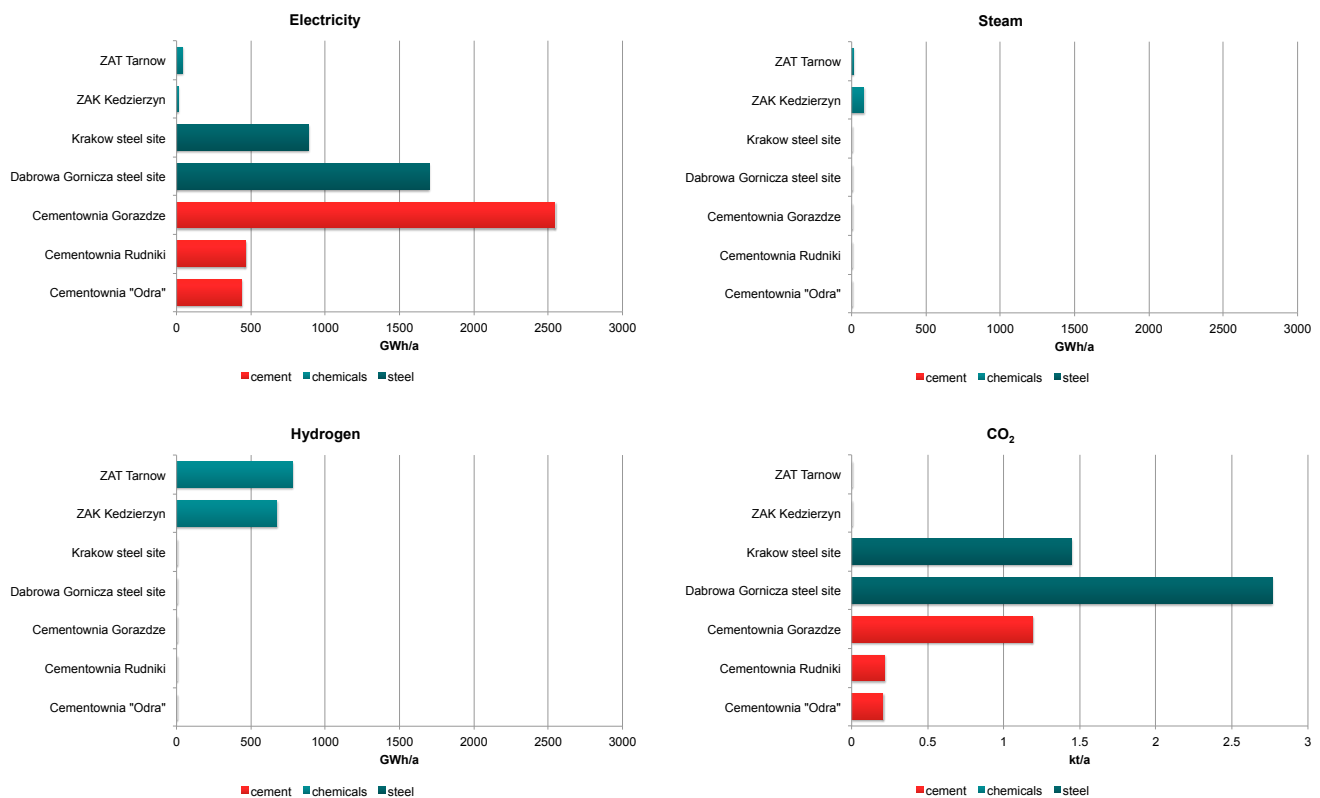 Electricity
ZAT Tarnow
ZAK Kedzierzyn
Krakow steel site
Dabrowa Gornicza steel site
Cementownia Gorazdze
Cementownia Rudniki
Cementownia "Odra"
0 500 1000 1500 2000 2500 3000
GWh/a
cement chemicals steel
Steam
ZAT Tarnow
ZAK Kedzierzyn
Krakow steel site
Dabrowa Gornicza steel site
Cementownia Gorazdze
Cementownia Rudniki
Cementownia "Odra"
0 500 1000 1500 2000 2500 3000
GWh/a
cement chemicals steel
Hydrogen
ZAT Tarnow
ZAK Kedzierzyn
Krakow steel site
Dabrowa Gornicza steel site
Cementownia Gorazdze
Cementownia Rudniki
Cementownia "Odra"
0 500 1000 1500 2000 2500 3000
GWh/a
cement chemicals steel
CO₂
ZAT Tarnow
ZAK Kedzierzyn
Krakow steel site
Dabrowa Gornicza steel site
Cementownia Gorazdze
Cementownia Rudniki
Cementownia "Odra"
0 0.5 1 1.5 2 2.5 3
kt/a
cement chemicals steel